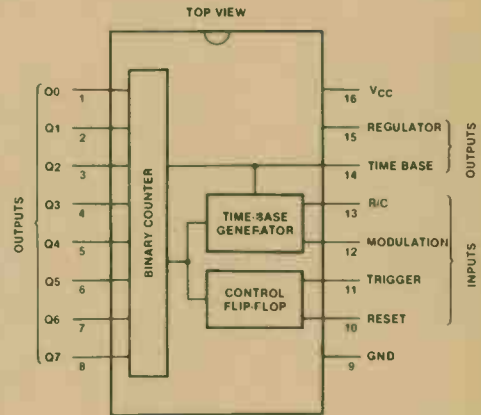 TOP VIEW
OUTPUTS
Q0 1
Q1 2
Q2 3
Q3 4
Q4 5
Q5 6
Q6 7
Q7 8
BINARY COUNTER
TIME-BASE
GENERATOR
CONTROL
FLIP-FLOP
16 VCC
15 REGULATOR
14 TIME BASE
13 R/C
12 MODULATION
11 TRIGGER
10 RESET
9 GND
OUTPUTS
INPUTS